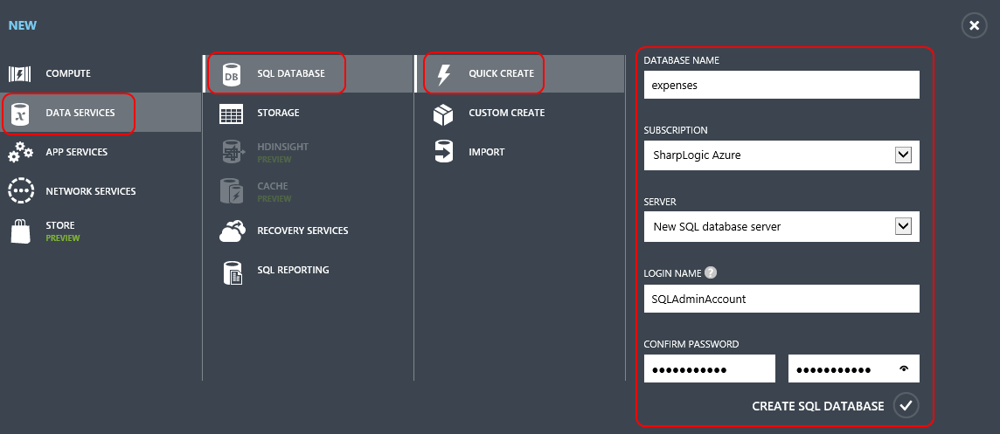 NEW
COMPUTE
DATA SERVICES
APP SERVICES
NETWORK SERVICES
STORE
PREVIEW
DB
SQL DATABASE
STORAGE
HDINSIGHT
PREVIEW
CACHE
PREVIEW
RECOVERY SERVICES
SQL REPORTING
QUICK CREATE
CUSTOM CREATE
IMPORT
DATABASE NAME
expenses
SUBSCRIPTION
SharpLogic Azure
SERVER
New SQL database server
LOGIN NAME ?
SQLAdminAccount
CONFIRM PASSWORD
●●●●●●●●●●● ●●●●●●●●●●●
CREATE SQL DATABASE